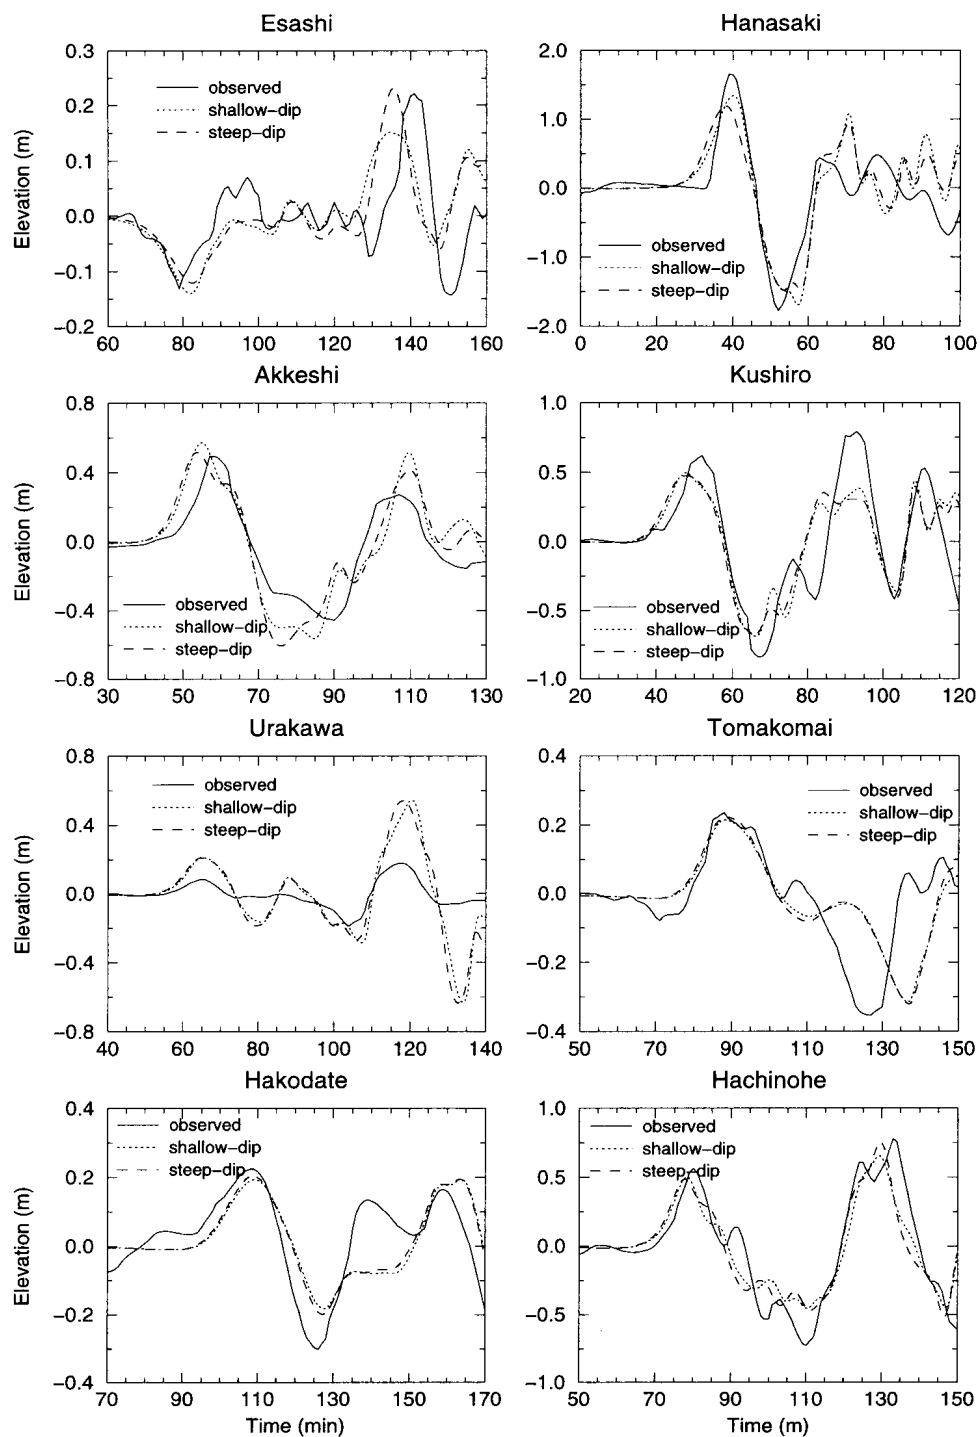 Esashi
Hanasaki
Elevation (m)
0.3
0.2
0.1
0.0
−0.1
−0.2
observed
shallow−dip
steep−dip
60 80 100 120 140 160
2.0
1.0
0.0
−1.0
−2.0
observed
shallow−dip
steep−dip
0 20 40 60 80 100
Akkeshi
Kushiro
Elevation (m)
0.8
0.4
0.0
−0.4
−0.8
observed
shallow−dip
steep−dip
30 50 70 90 110 130
1.0
0.5
0.0
−0.5
−1.0
observed
shallow−dip
steep−dip
20 40 60 80 100 120
Urakawa
Tomakomai
Elevation (m)
0.8
0.4
0.0
−0.4
−0.8
observed
shallow−dip
steep−dip
40 60 80 100 120 140
0.4
0.2
0.0
−0.2
−0.4
observed
shallow−dip
steep−dip
50 70 90 110 130 150
Hakodate
Hachinohe
Elevation (m)
0.4
0.2
0.0
−0.2
−0.4
observed
shallow−dip
steep−dip
70 90 110 130 150 170
Time (min)
1.0
0.5
0.0
−0.5
−1.0
observed
shallow−dip
steep−dip
50 70 90 110 130 150
Time (m)